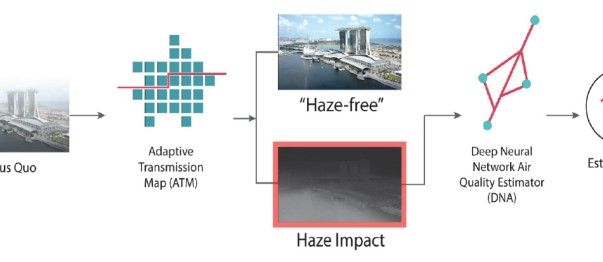 us Quo
Adaptive
Transmission
Map (ATM)
"Haze-free"
Haze Impact
Deep Neural
Network Air
Quality Estimator
(DNA)
Est